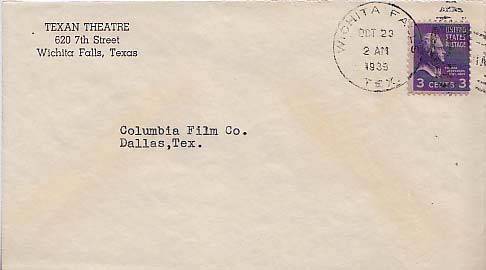 TEXAN THEATRE
620 7th Street
Wichita Falls, Texas
WICHITA FALLS
OCT 23
2 AM
1939
TEX.
UNITED
STATES
POSTAGE
3 CENTS 3
Columbia Film Co.
Dallas,Tex.